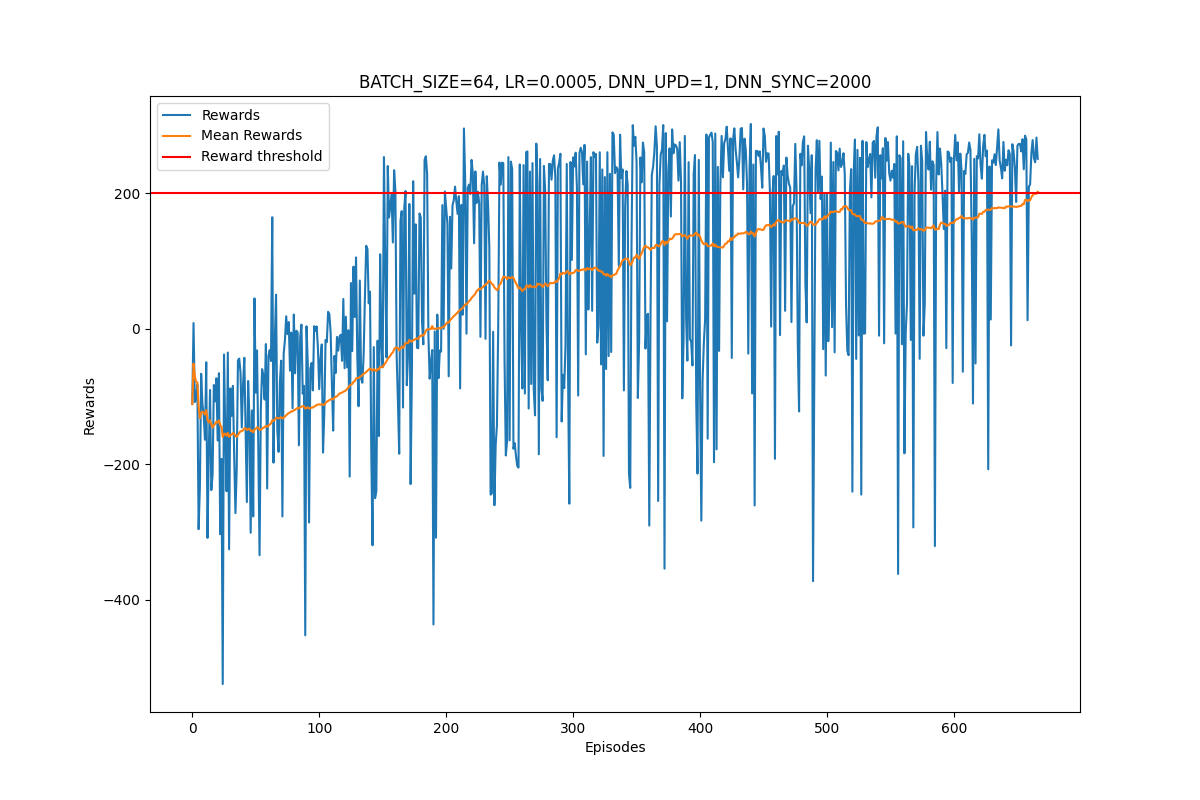 BATCH_SIZE=64, LR=0.0005, DNN_UPD=1, DNN_SYNC=2000
Rewards
Mean Rewards
Reward threshold
200
0
−200
−400
Rewards
0 100 200 300 400 500 600
Episodes